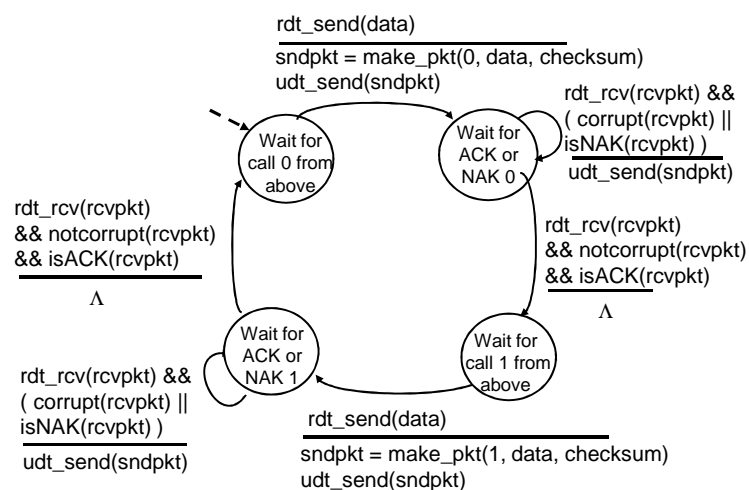 rdt_send(data)
sndpkt = make_pkt(0, data, checksum)
udt_send(sndpkt)
Wait for
call 0 from
above
Wait for
ACK or
NAK 0
rdt_rcv(rcvpkt) &&
( corrupt(rcvpkt) ||
isNAK(rcvpkt) )
udt_send(sndpkt)
rdt_rcv(rcvpkt)
&& notcorrupt(rcvpkt)
&& isACK(rcvpkt)
Λ
rdt_rcv(rcvpkt)
&& notcorrupt(rcvpkt)
&& isACK(rcvpkt)
Λ
Wait for
ACK or
NAK 1
Wait for
call 1 from
above
rdt_rcv(rcvpkt) &&
( corrupt(rcvpkt) ||
isNAK(rcvpkt) )
udt_send(sndpkt)
rdt_send(data)
sndpkt = make_pkt(1, data, checksum)
udt_send(sndpkt)